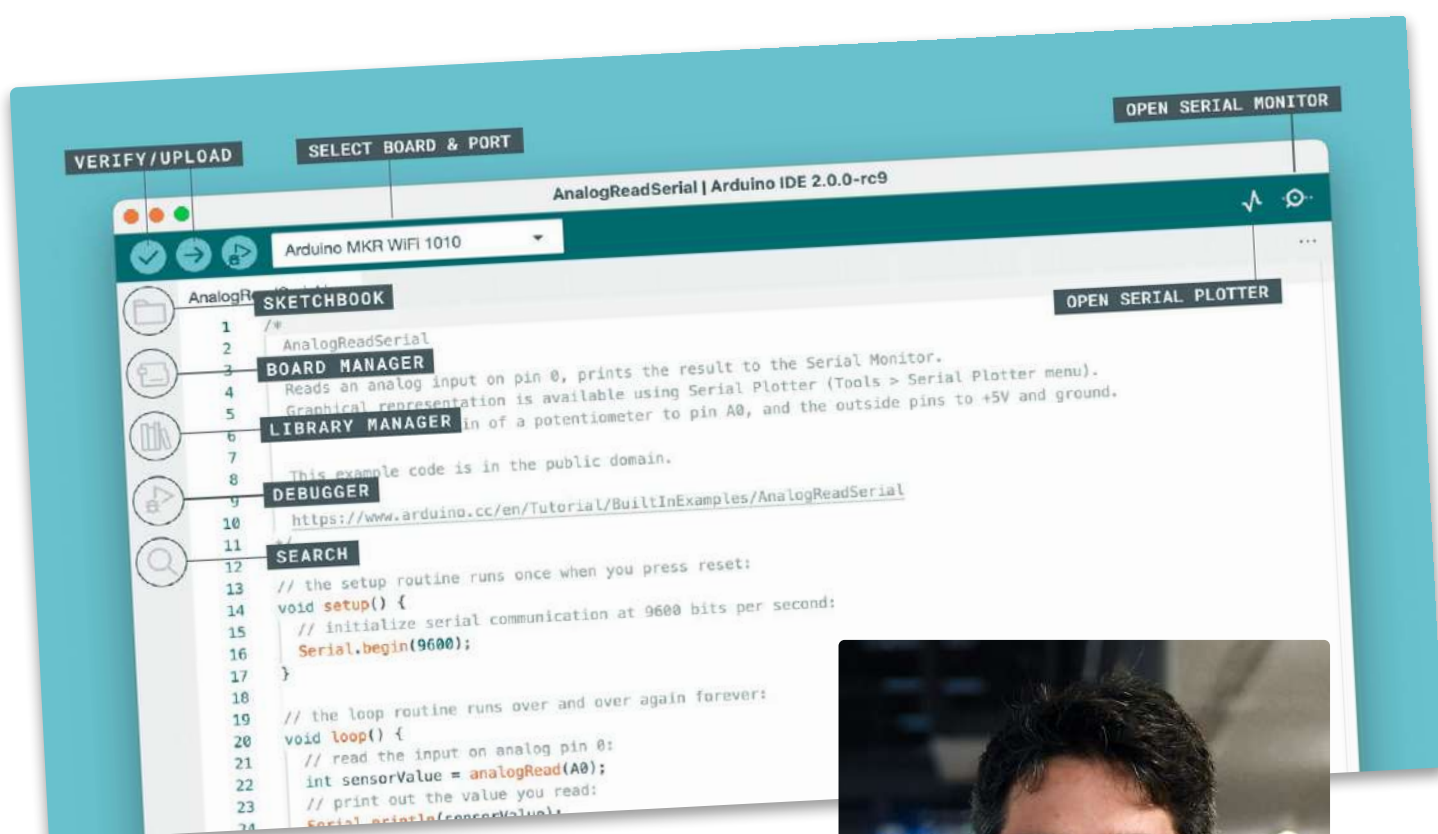 OPEN SERIAL MONITOR
VERIFY/UPLOAD
SELECT BOARD & PORT
AnalogReadSerial | Arduino IDE 2.0.0-rc9
Arduino MKR WiFi 1010
SKETCHBOOK
OPEN SERIAL PLOTTER
1 /*
2 AnalogReadSerial
3
BOARD MANAGER
4 Reads an analog input on pin 0, prints the result to the Serial Monitor.
5 Graphical representation is available using Serial Plotter (Tools > Serial Plotter menu).
LIBRARY MANAGER
6 of a potentiometer to pin A0, and the outside pins to +5V and ground.
7
8 This example code is in the public domain.
DEBUGGER
9
10 https://www.arduino.cc/en/Tutorial/BuiltInExamples/AnalogReadSerial
11 */
SEARCH
12
13 // the setup routine runs once when you press reset:
14 void setup() {
15 // initialize serial communication at 9600 bits per second:
16 Serial.begin(9600);
17 }
18
19 // the loop routine runs over and over again forever:
20 void loop() {
21 // read the input on analog pin 0:
22 int sensorValue = analogRead(A0);
23 // print out the value you read:
24 Serial.println(sensorValue);